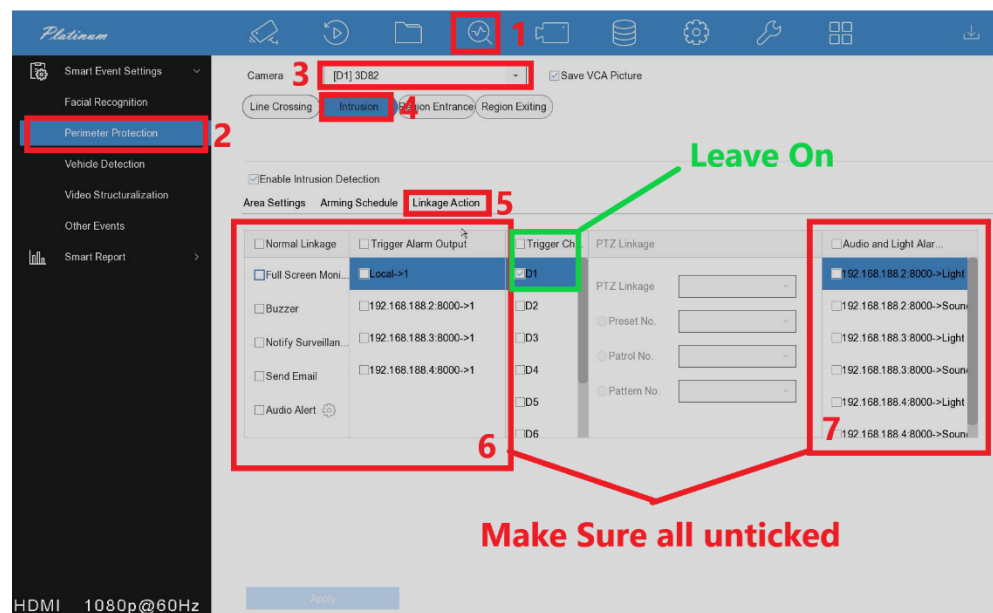 Platinum
1
Smart Event Settings
Facial Recognition
2
Perimeter Protection
Vehicle Detection
Video Structuralization
Other Events
Smart Report
Camera
3
[D1] 3D82
Save VCA Picture
Line Crossing
Intrusion
4
Region Entrance
Region Exiting
Leave On
Enable Intrusion Detection
Area Settings
Arming Schedule
Linkage Action
5
Normal Linkage
Trigger Alarm Output
Trigger Ch...
PTZ Linkage
Audio and Light Alar...
Full Screen Moni...
Local->1
D1
PTZ Linkage
192.168.188.2:8000->Light
Buzzer
192.168.188.2:8000->1
D2
Preset No.
192.168.188.2:8000->Soun
Notify Surveillan...
192.168.188.3:8000->1
D3
Patrol No.
192.168.188.3:8000->Light
Send Email
192.168.188.4:8000->1
D4
Pattern No.
192.168.188.3:8000->Soun
Audio Alert
D5
192.168.188.4:8000->Light
D6
7
192.168.188.4:8000->Soun
6
Make Sure all unticked
Apply
HDMI 1080p@60Hz